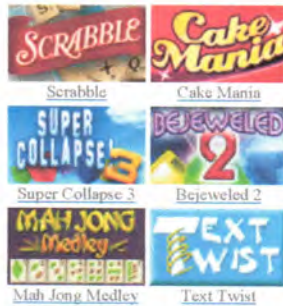 SCRABBLE
S Q
X
Scrabble
Cake
Mania
Cake Mania
SUPER
COLLAPSE!
3
Super Collapse 3
BEJEWELED
2
Bejeweled 2
MAH JONG
Medley
Mah Jong Medley
TEXT
TWIST
Text Twist